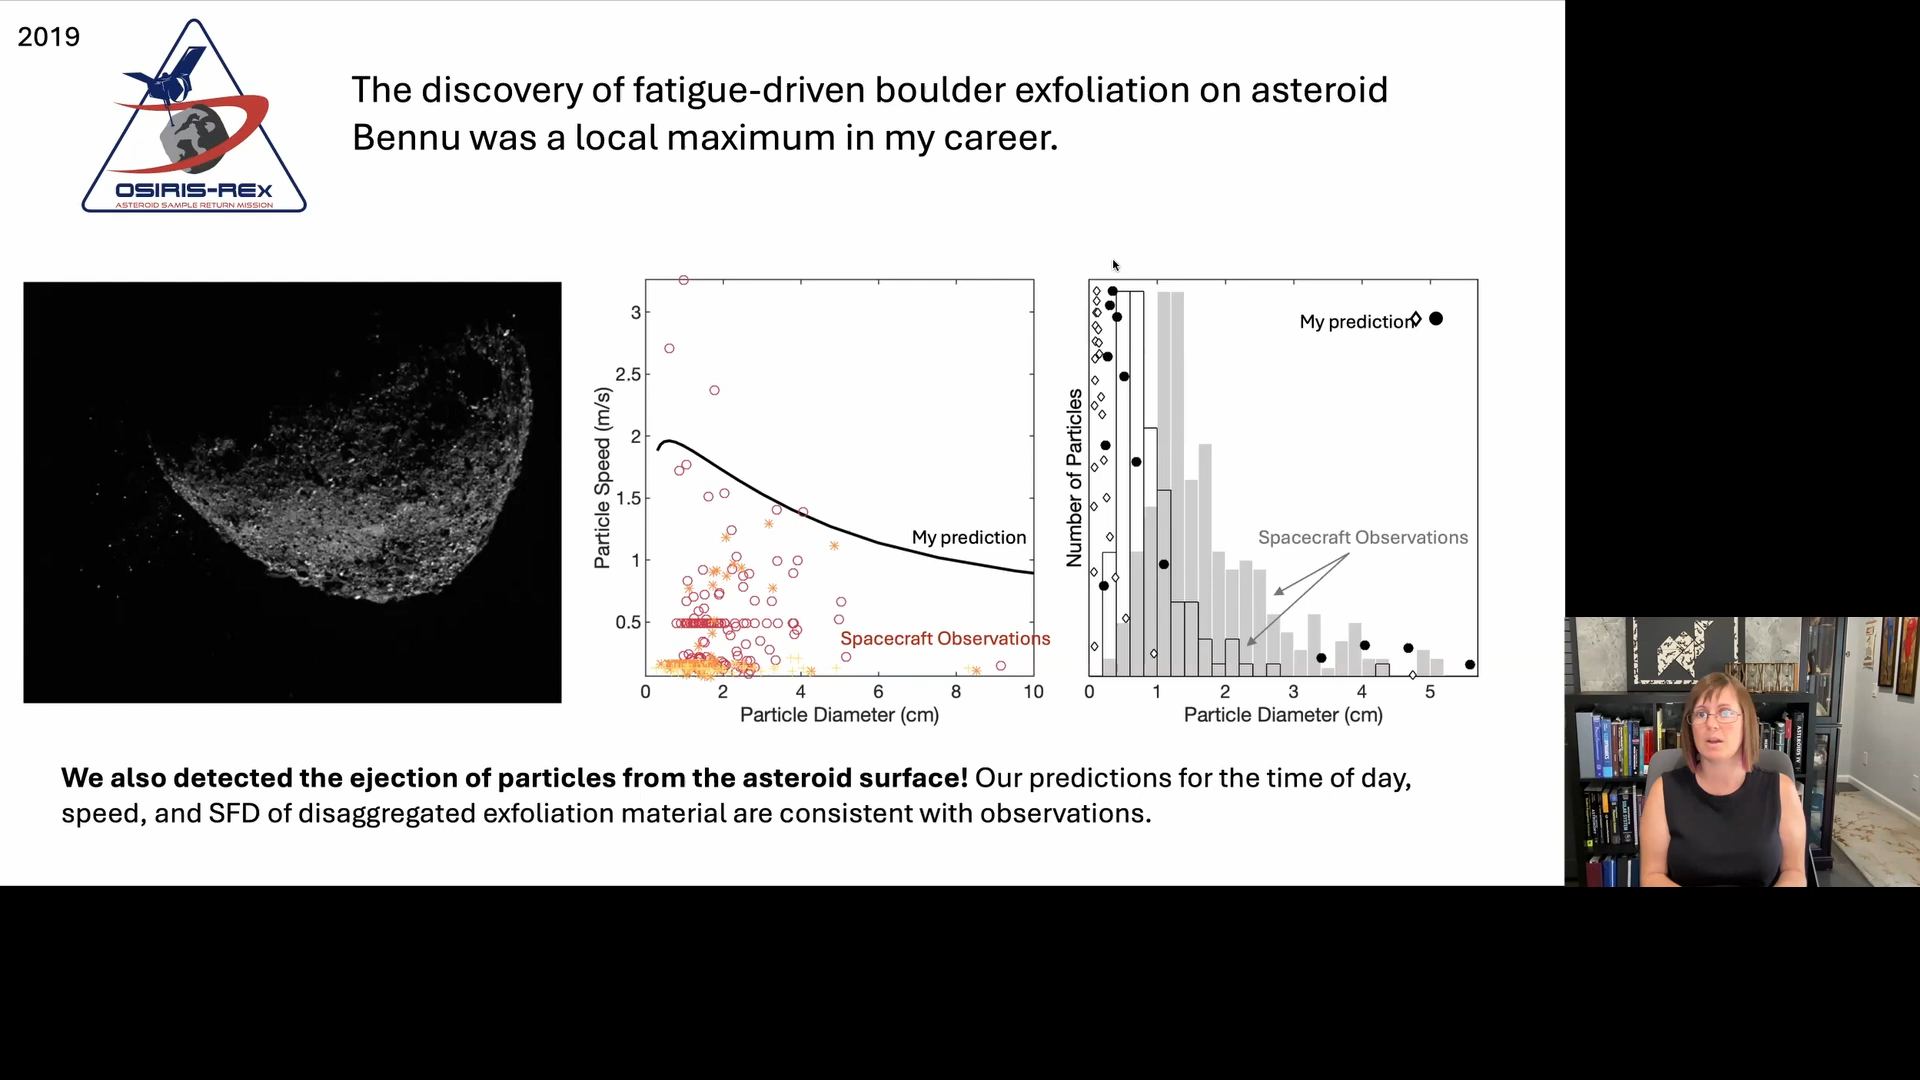 2019
OSIRIS-REx
ASTEROID SAMPLE RETURN MISSION
The discovery of fatigue-driven boulder exfoliation on asteroid
Bennu was a local maximum in my career.
3
2.5
2
1.5
1
0.5
Particle Speed (m/s)
My prediction
Spacecraft Observations
0 2 4 6 8 10
Particle Diameter (cm)
Number of Particles
My prediction
Spacecraft Observations
0 1 2 3 4 5
Particle Diameter (cm)
We also detected the ejection of particles from the asteroid surface! Our predictions for the time of day,
speed, and SFD of disaggregated exfoliation material are consistent with observations.